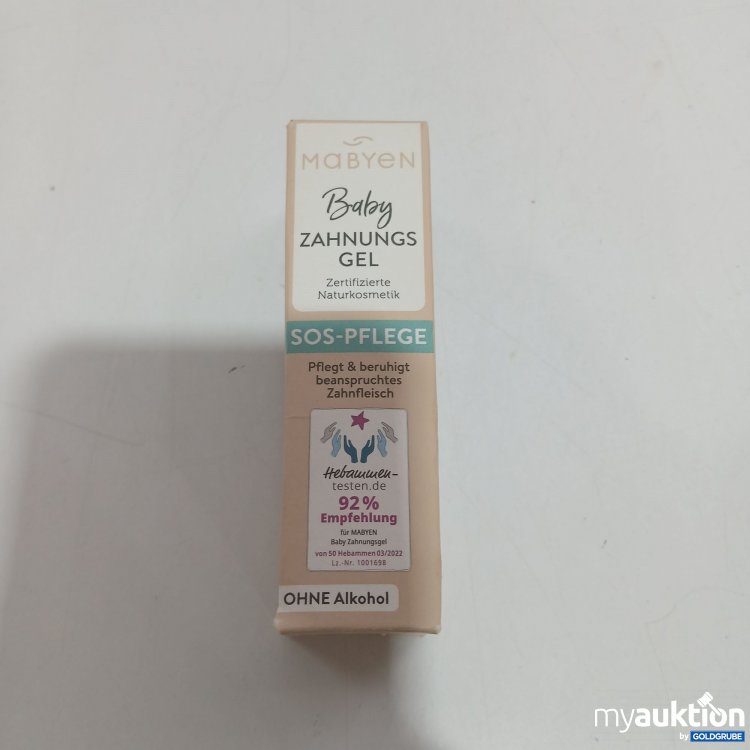 MaBYeN
Baby
ZAHNUNGS
GEL
Zertifizierte
Naturkosmetik
SOS-PFLEGE
Pflegt & beruhigt
beanspruchtes
Zahnfleisch
Hebammen-
testen.de
92%
Empfehlung
für MABYEN
Baby Zahnungsgel
von 50 Hebammen 03/2022
Lz.-Nr. 1001698
OHNE Alkohol
myauktion
by GOLDGRUBE